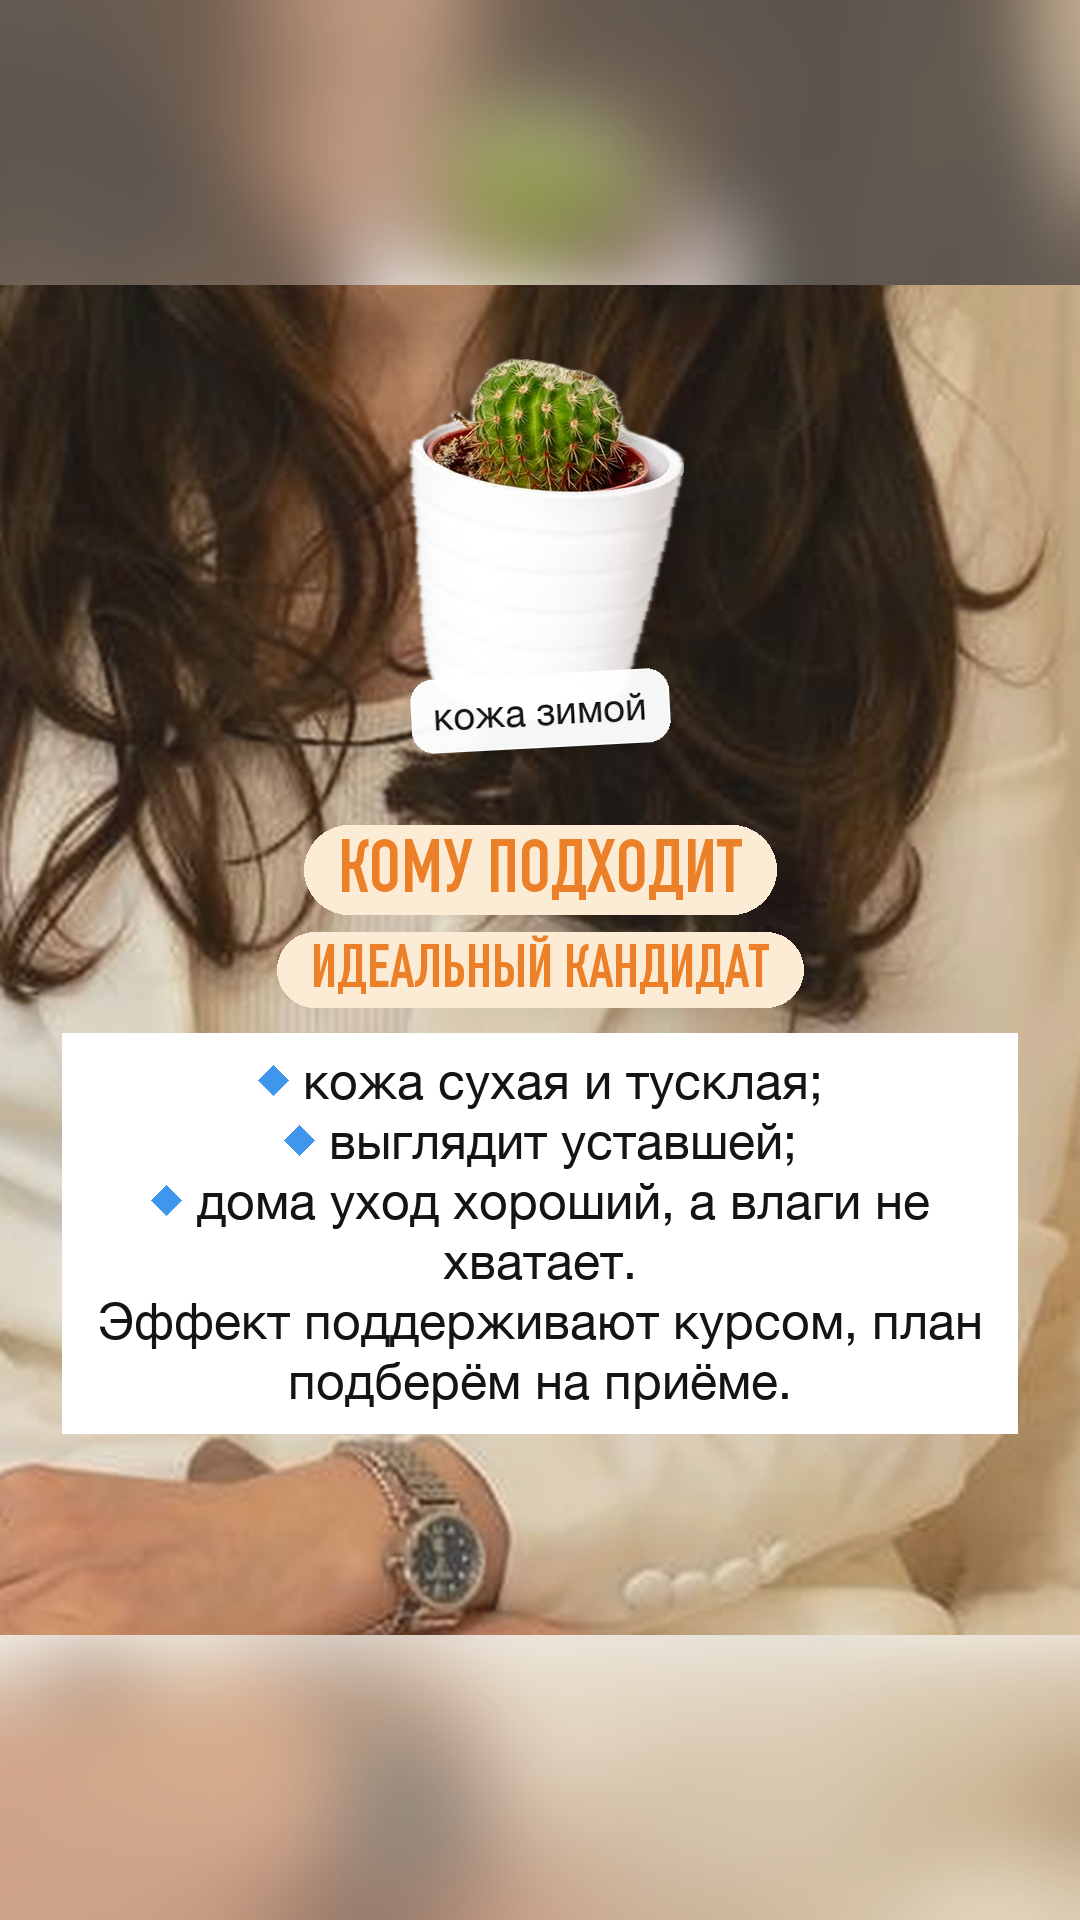 кожа зимой
КОМУ ПОДХОДИТ
ИДЕАЛЬНЫЙ КАНДИДАТ
🔹кожа сухая и тусклая;
🔹выглядит уставшей;
🔹дома уход хороший, а влаги не
хватает.
Эффект поддерживают курсом, план
подберём на приёме.